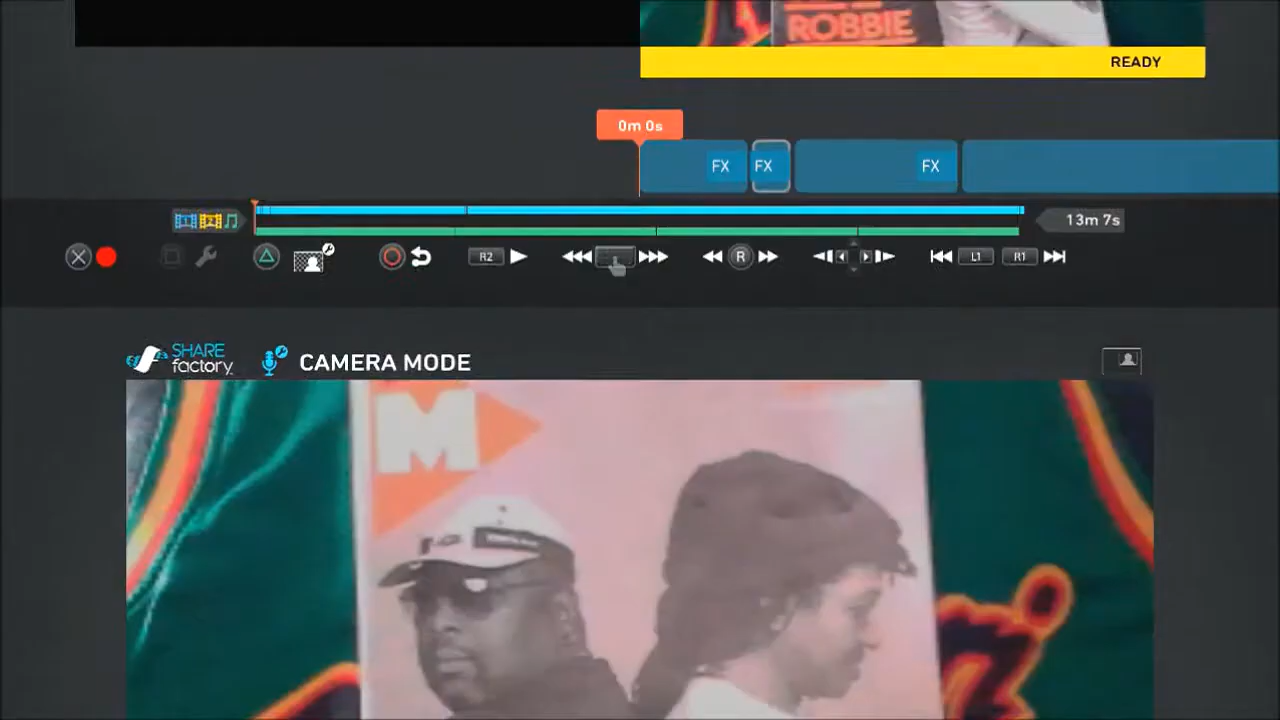 ROBBIE
READY
0m 0s
FX FX FX
13m 7s
R2 R L1 R1
SHARE
factory
CAMERA MODE
M